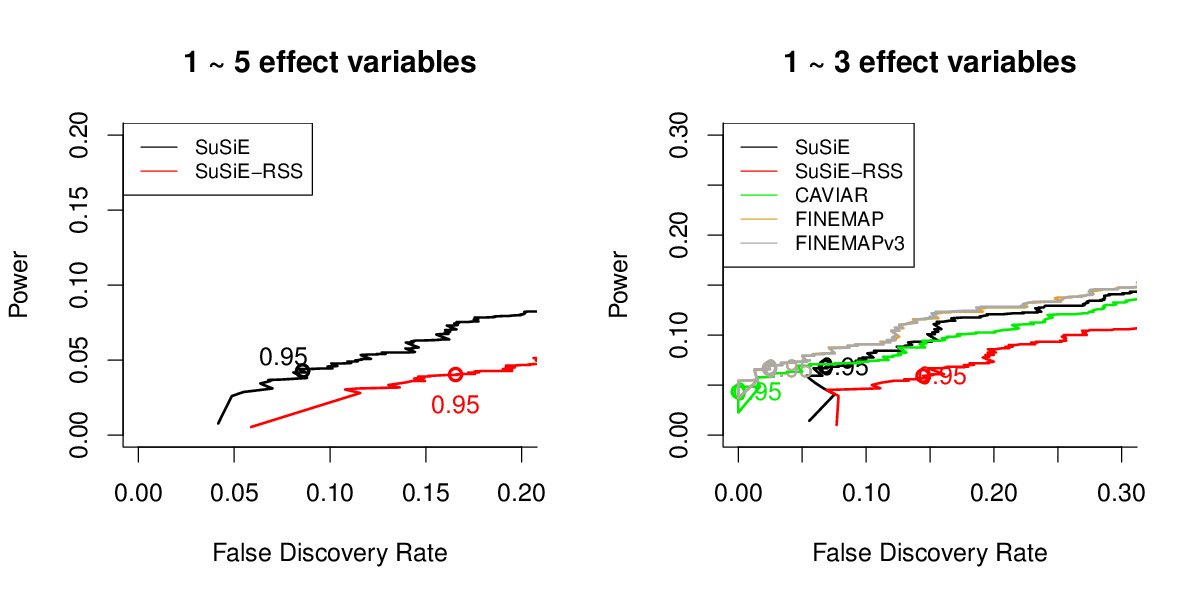 1 ~ 5 effect variables
Power
0.00
0.05
0.10
0.15
0.20
SuSiE
SuSiE−RSS
0.95
0.95
0.00
0.05
0.10
0.15
0.20
False Discovery Rate
1 ~ 3 effect variables
Power
0.00
0.10
0.20
0.30
SuSiE
SuSiE−RSS
CAVIAR
FINEMAP
FINEMAPv3
0.95
0.95
0.95
0.95
0.00
0.10
0.20
0.30
False Discovery Rate